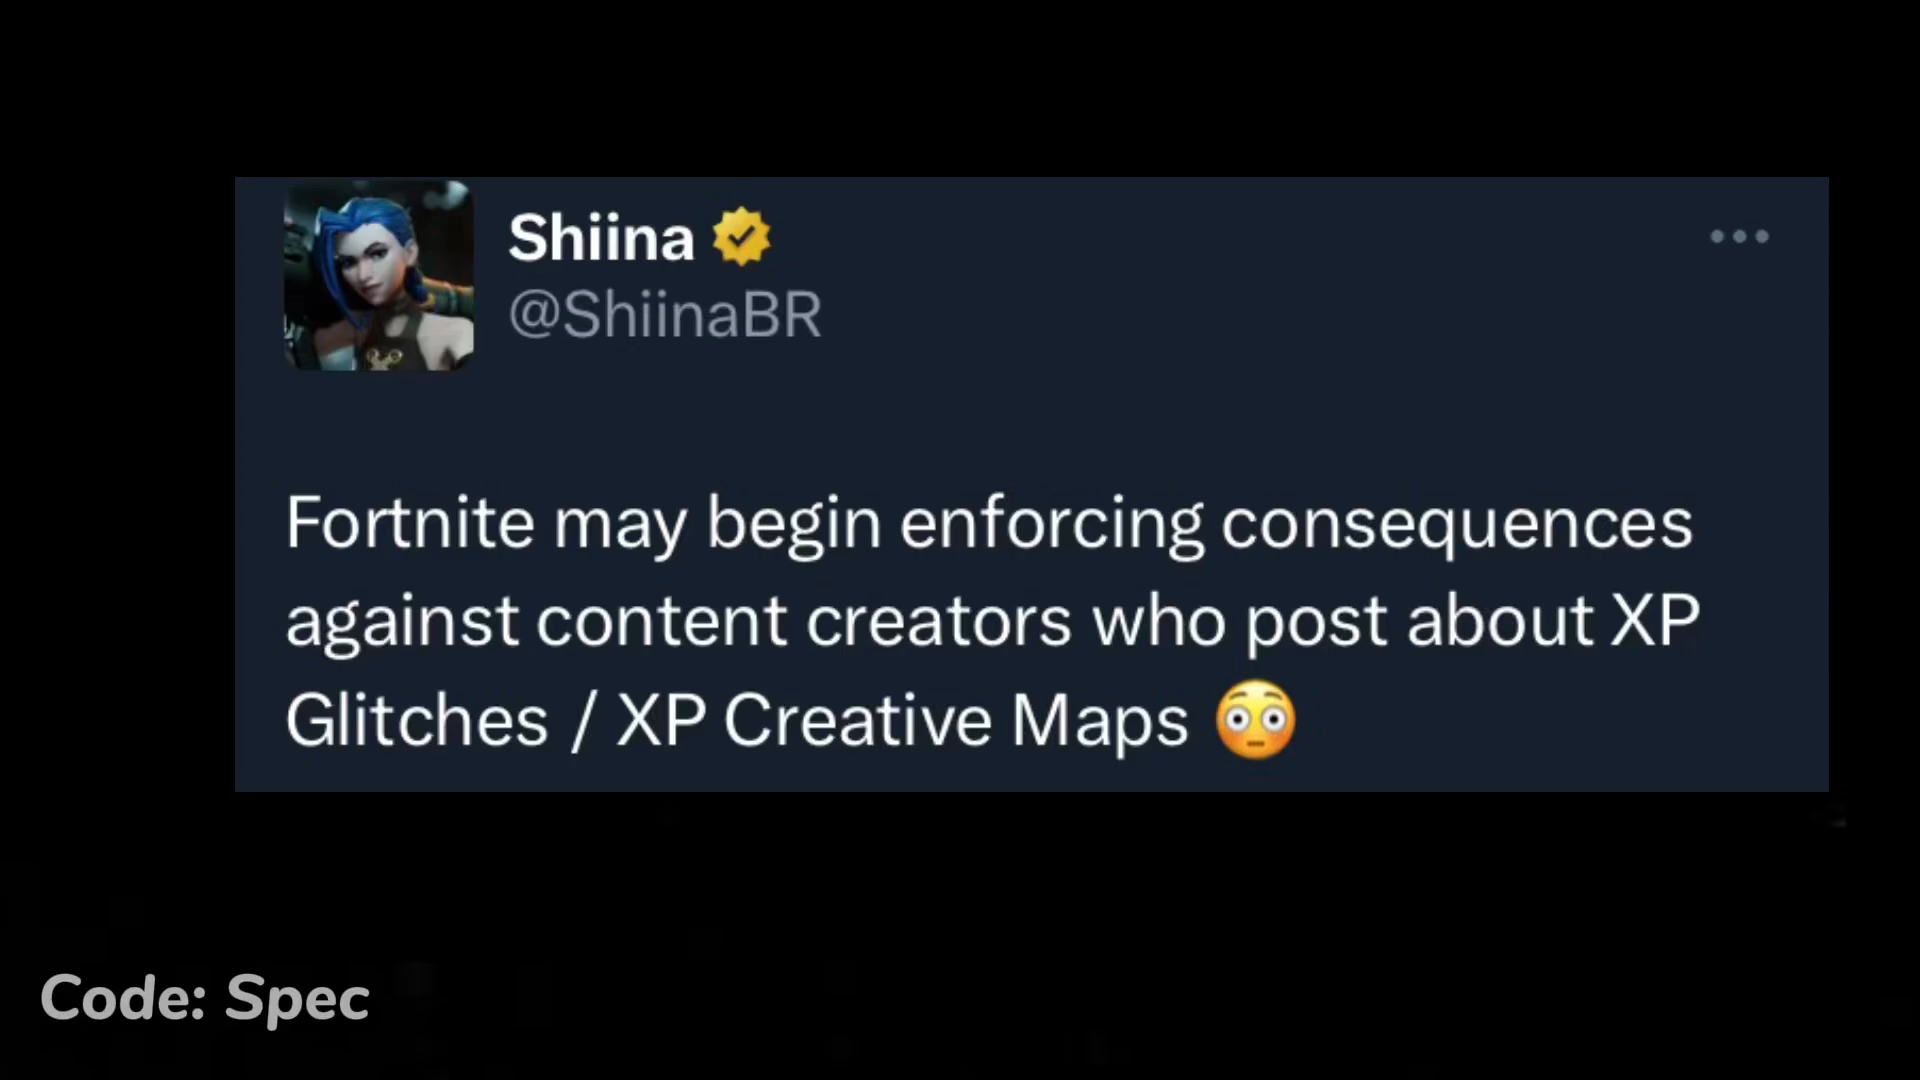 Shiina
@ShiinaBR
Fortnite may begin enforcing consequences
against content creators who post about XP
Glitches / XP Creative Maps 😳
Code: Spec